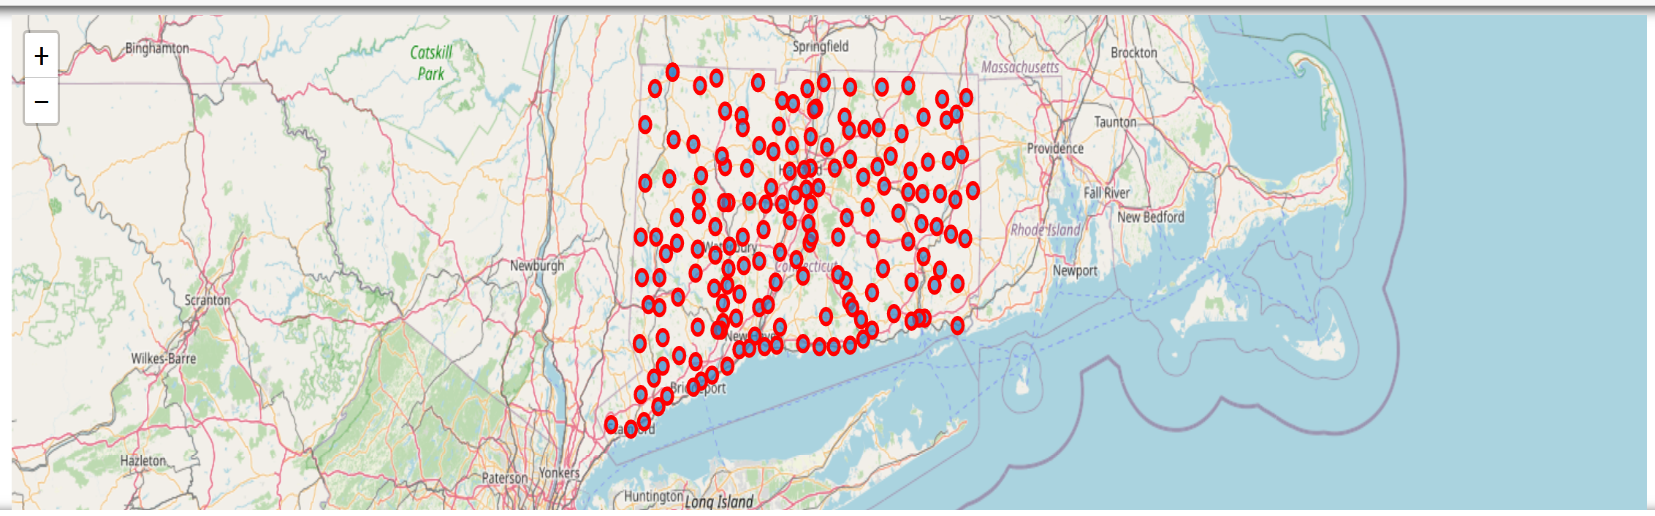 +
−
Binghamton
Catskill
Park
Springfield
Brockton
Massachusetts
Taunton
Providence
Fall River
New Bedford
Rhode Island
Newport
Newburgh
Connecticut
Scranton
Wilkes-Barre
Hazleton
Paterson
Yonkers
Huntington
Long Island